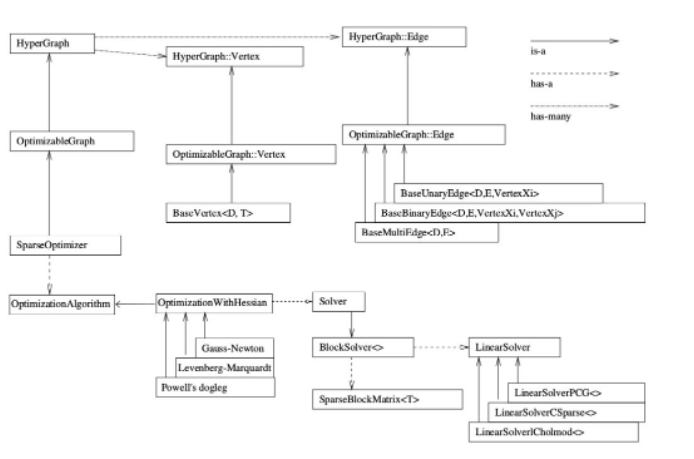 HyperGraph
HyperGraph::Edge
is-a
HyperGraph::Vertex
has-a
has-many
OptimizableGraph
OptimizableGraph::Edge
OptimizableGraph::Vertex
BaseUnaryEdge<D,E,VertexXi>
BaseVertex<D, T>
BaseBinaryEdge<D,E,VertexXi,VertexXj>
BaseMultiEdge<D,E>
SparseOptimizer
OptimizationAlgorithm
OptimizationWithHessian
Solver
Gauss-Newton
Levenberg-Marquardt
Powell's dogleg
BlockSolver<>
LinearSolver
SparseBlockMatrix<T>
LinearSolverPCG<>
LinearSolverCSparse<>
LinearSolverlCholmod<>